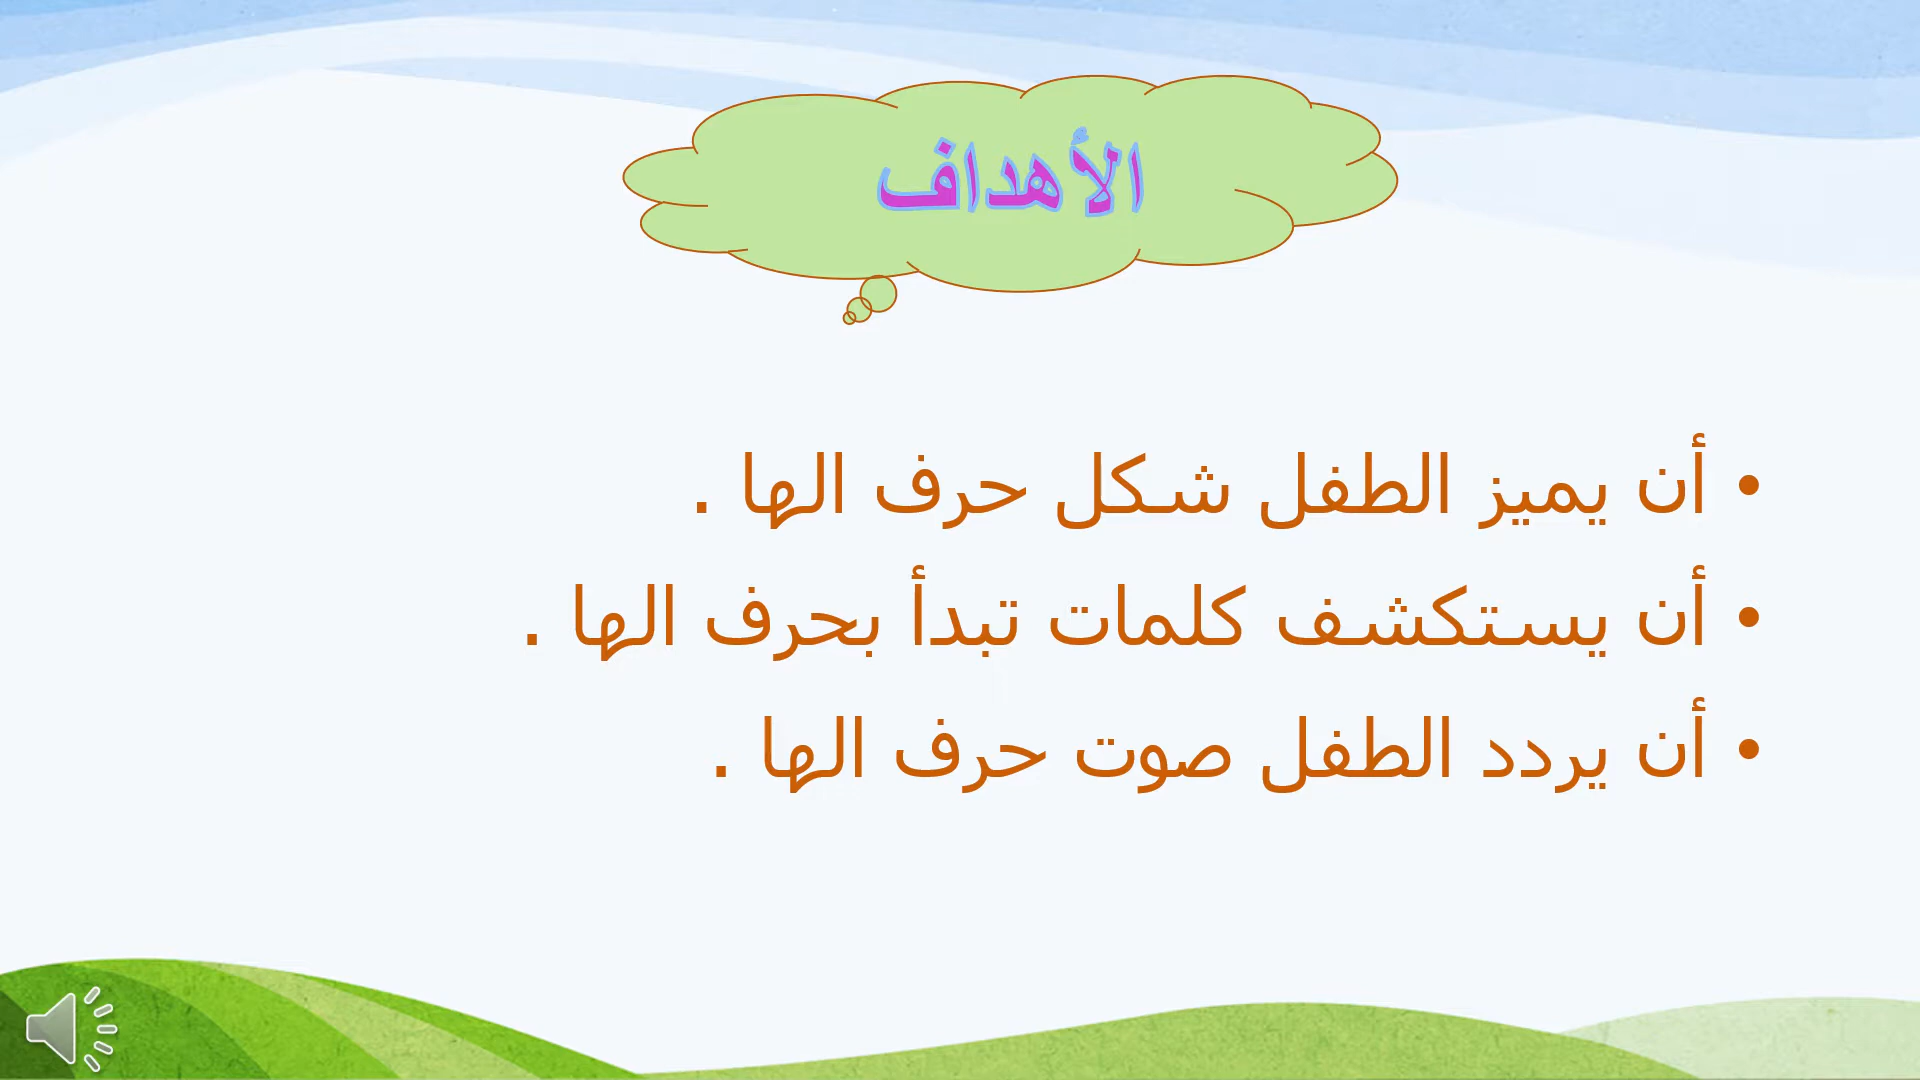 الأهداف
• أن يميز الطفل شكل حرف الها .
• أن يستكشف كلمات تبدأ بحرف الها .
• أن يردد الطفل صوت حرف الها .